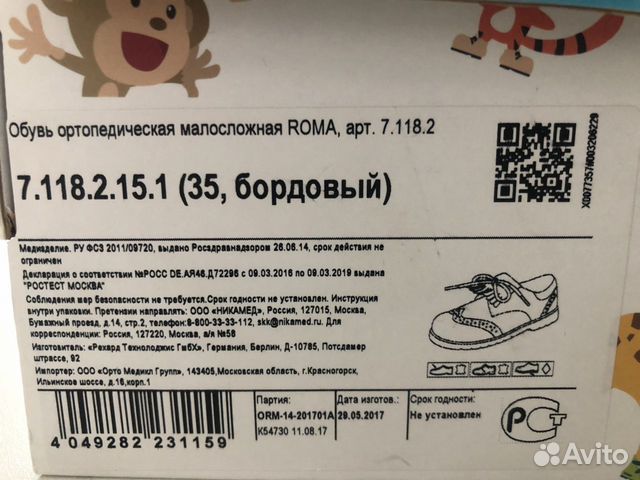 Обувь ортопедическая малосложная ROMA, арт. 7.118.2
7.118.2.15.1 (35, бордовый)
X0077357/H003206229
Медизделие. РУ ФСЗ 2011/09720, выдано Росздравнадзором 26.06.14, срок действия не
ограничен
Декларация о соответствии №РОСС DE.АЯ46.Д72296 с 09.03.2016 по 09.03.2019 выдана
"РОСТЕСТ МОСКВА"
Соблюдения мер безопасности не требуется.Срок годности не установлен. Инструкция
внутри упаковки. Претензии направлять: ООО «НИКАМЕД», Россия, 127015, Москва,
Бумажный проезд, д.14, стр.2, телефон:8-800-33-33-112, skk@nikamed.ru/Для
корреспонденции: Россия, 127220, Москва, а/я №58
Изготовитель: «Рехард Технолоджис ГмбХ», Германия, Берлин, Д-10785, Потсдамер
штрассе, 92
Импортер: ООО «Орто Медикл Групп», 143405,Московская область, г.Красногорск,
Ильинское шоссе, д.16,корп.1
Партия:
ORM-14-201701A
K54730 11.08.17
Дата изготов.:
29.05.2017
Срок годности:
Не установлен
4 049282 231159
РСТ
Avito